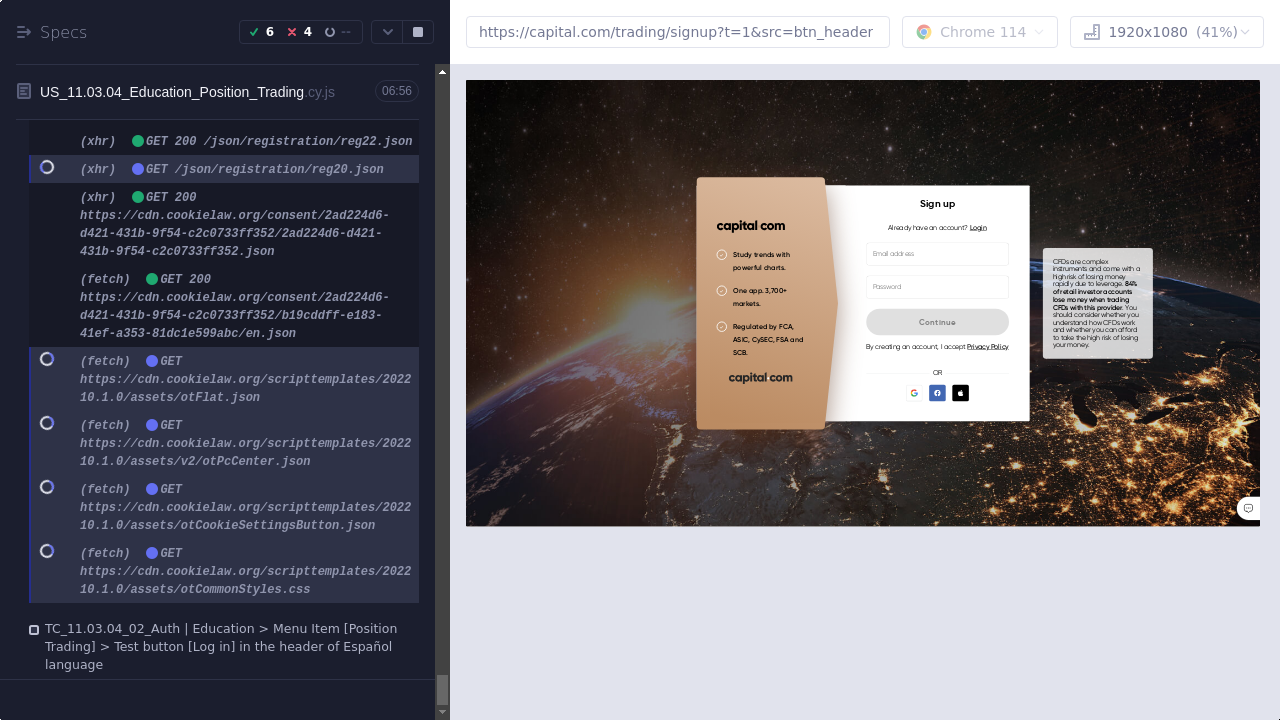 Specs
6 4 --
https://capital.com/trading/signup?t=1&src=btn_header
Chrome 114
1920x1080 (41%)
US_11.03.04_Education_Position_Trading.cy.js
06:56
(xhr) GET 200 /json/registration/reg22.json
(xhr) GET /json/registration/reg20.json
(xhr) GET 200
https://cdn.cookielaw.org/consent/2ad224d6-
d421-431b-9f54-c2c0733ff352/2ad224d6-d421-
431b-9f54-c2c0733ff352.json
(fetch) GET 200
https://cdn.cookielaw.org/consent/2ad224d6-
d421-431b-9f54-c2c0733ff352/b19cddff-e183-
41ef-a353-81dc1e599abc/en.json
(fetch) GET
https://cdn.cookielaw.org/scripttemplates/2022
10.1.0/assets/otFlat.json
(fetch) GET
https://cdn.cookielaw.org/scripttemplates/2022
10.1.0/assets/v2/otPcCenter.json
(fetch) GET
https://cdn.cookielaw.org/scripttemplates/2022
10.1.0/assets/otCookieSettingsButton.json
(fetch) GET
https://cdn.cookielaw.org/scripttemplates/2022
10.1.0/assets/otCommonStyles.css
TC_11.03.04_02_Auth | Education > Menu Item [Position
Trading] > Test button [Log in] in the header of Español
language
capital com
Study trends with
powerful charts.
One app. 3,700+
markets.
Regulated by FCA,
ASIC, CySEC, FSA and
SCB.
capital com
Sign up
Already have an account? Login
Email address
Password
Continue
By creating an account, I accept Privacy Policy
OR
CFDs are complex
instruments and come with a
high risk of losing money
rapidly due to leverage. 84%
of retail investor accounts
lose money when trading
CFDs with this provider. You
should consider whether you
understand how CFDs work
and whether you can afford
to take the high risk of losing
your money.